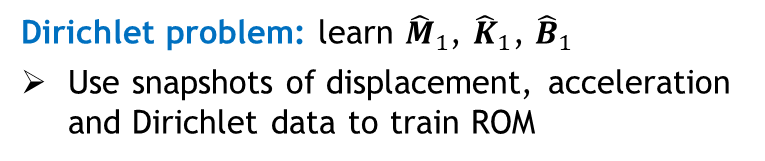 Dirichlet problem: learn M̂₁, K̂₁, B̂₁
➢ Use snapshots of displacement, acceleration
and Dirichlet data to train ROM